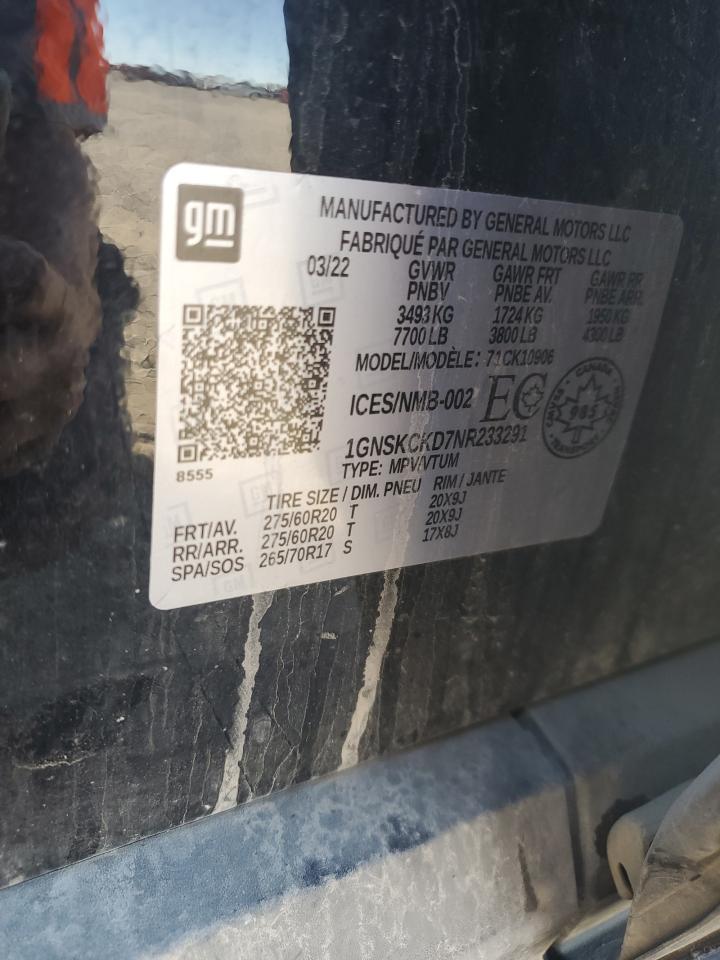 gm
MANUFACTURED BY GENERAL MOTORS LLC
FABRIQUÉ PAR GENERAL MOTORS LLC
03/22 GVWR GAWR FRT GAWR RR
PNBV PNBE AV. PNBE ARR.
3493 KG 1724 KG 1950 KG
7700 LB 3800 LB 4300 LB
MODEL/MODÈLE: 71CK10906
ICES/NMB-002 EC
CANADA
985
1GNSKCKD7NR233291
8555
TYPE: MPV/VTUM
TIRE SIZE / DIM. PNEU RIM / JANTE
FRT/AV. 275/60R20 T 20X9J
RR/ARR. 275/60R20 T 20X9J
SPA/SOS 265/70R17 S 17X8J